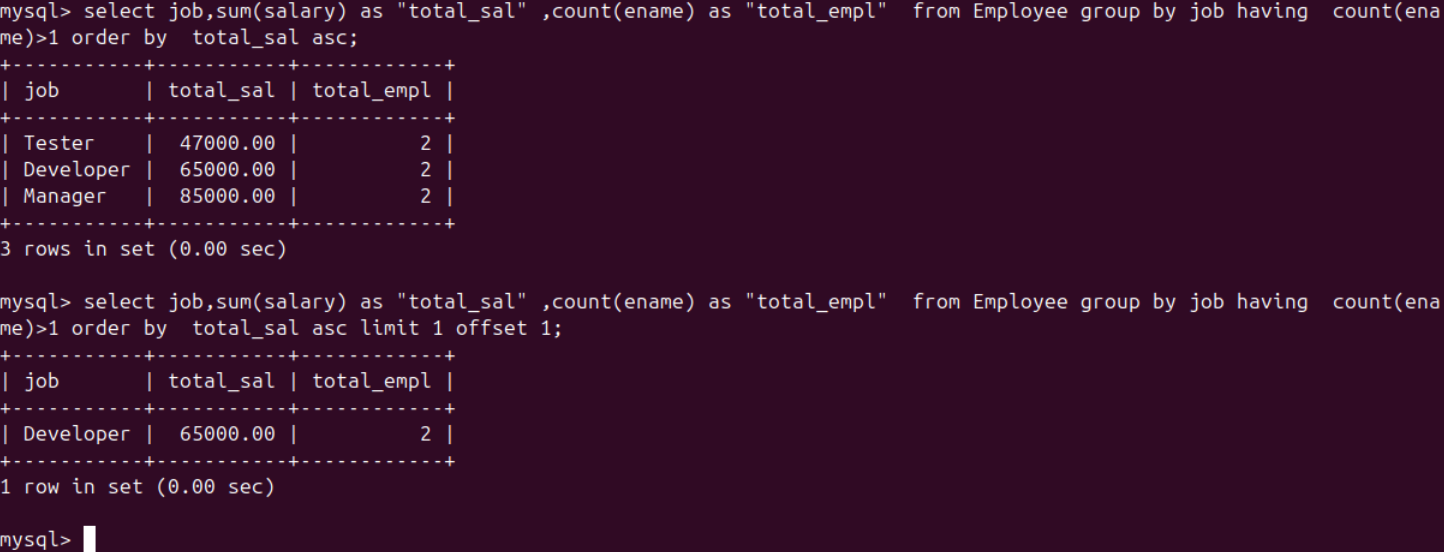 mysql> select job,sum(salary) as "total_sal" ,count(ename) as "total_empl"  from Employee group by job having  count(ena
me)>1 order by  total_sal asc;
+-----------+-----------+------------+
| job       | total_sal | total_empl |
+-----------+-----------+------------+
| Tester    |  47000.00 |          2 |
| Developer |  65000.00 |          2 |
| Manager   |  85000.00 |          2 |
+-----------+-----------+------------+
3 rows in set (0.00 sec)

mysql> select job,sum(salary) as "total_sal" ,count(ename) as "total_empl"  from Employee group by job having  count(ena
me)>1 order by  total_sal asc limit 1 offset 1;
+-----------+-----------+------------+
| job       | total_sal | total_empl |
+-----------+-----------+------------+
| Developer |  65000.00 |          2 |
+-----------+-----------+------------+
1 row in set (0.00 sec)

mysql>